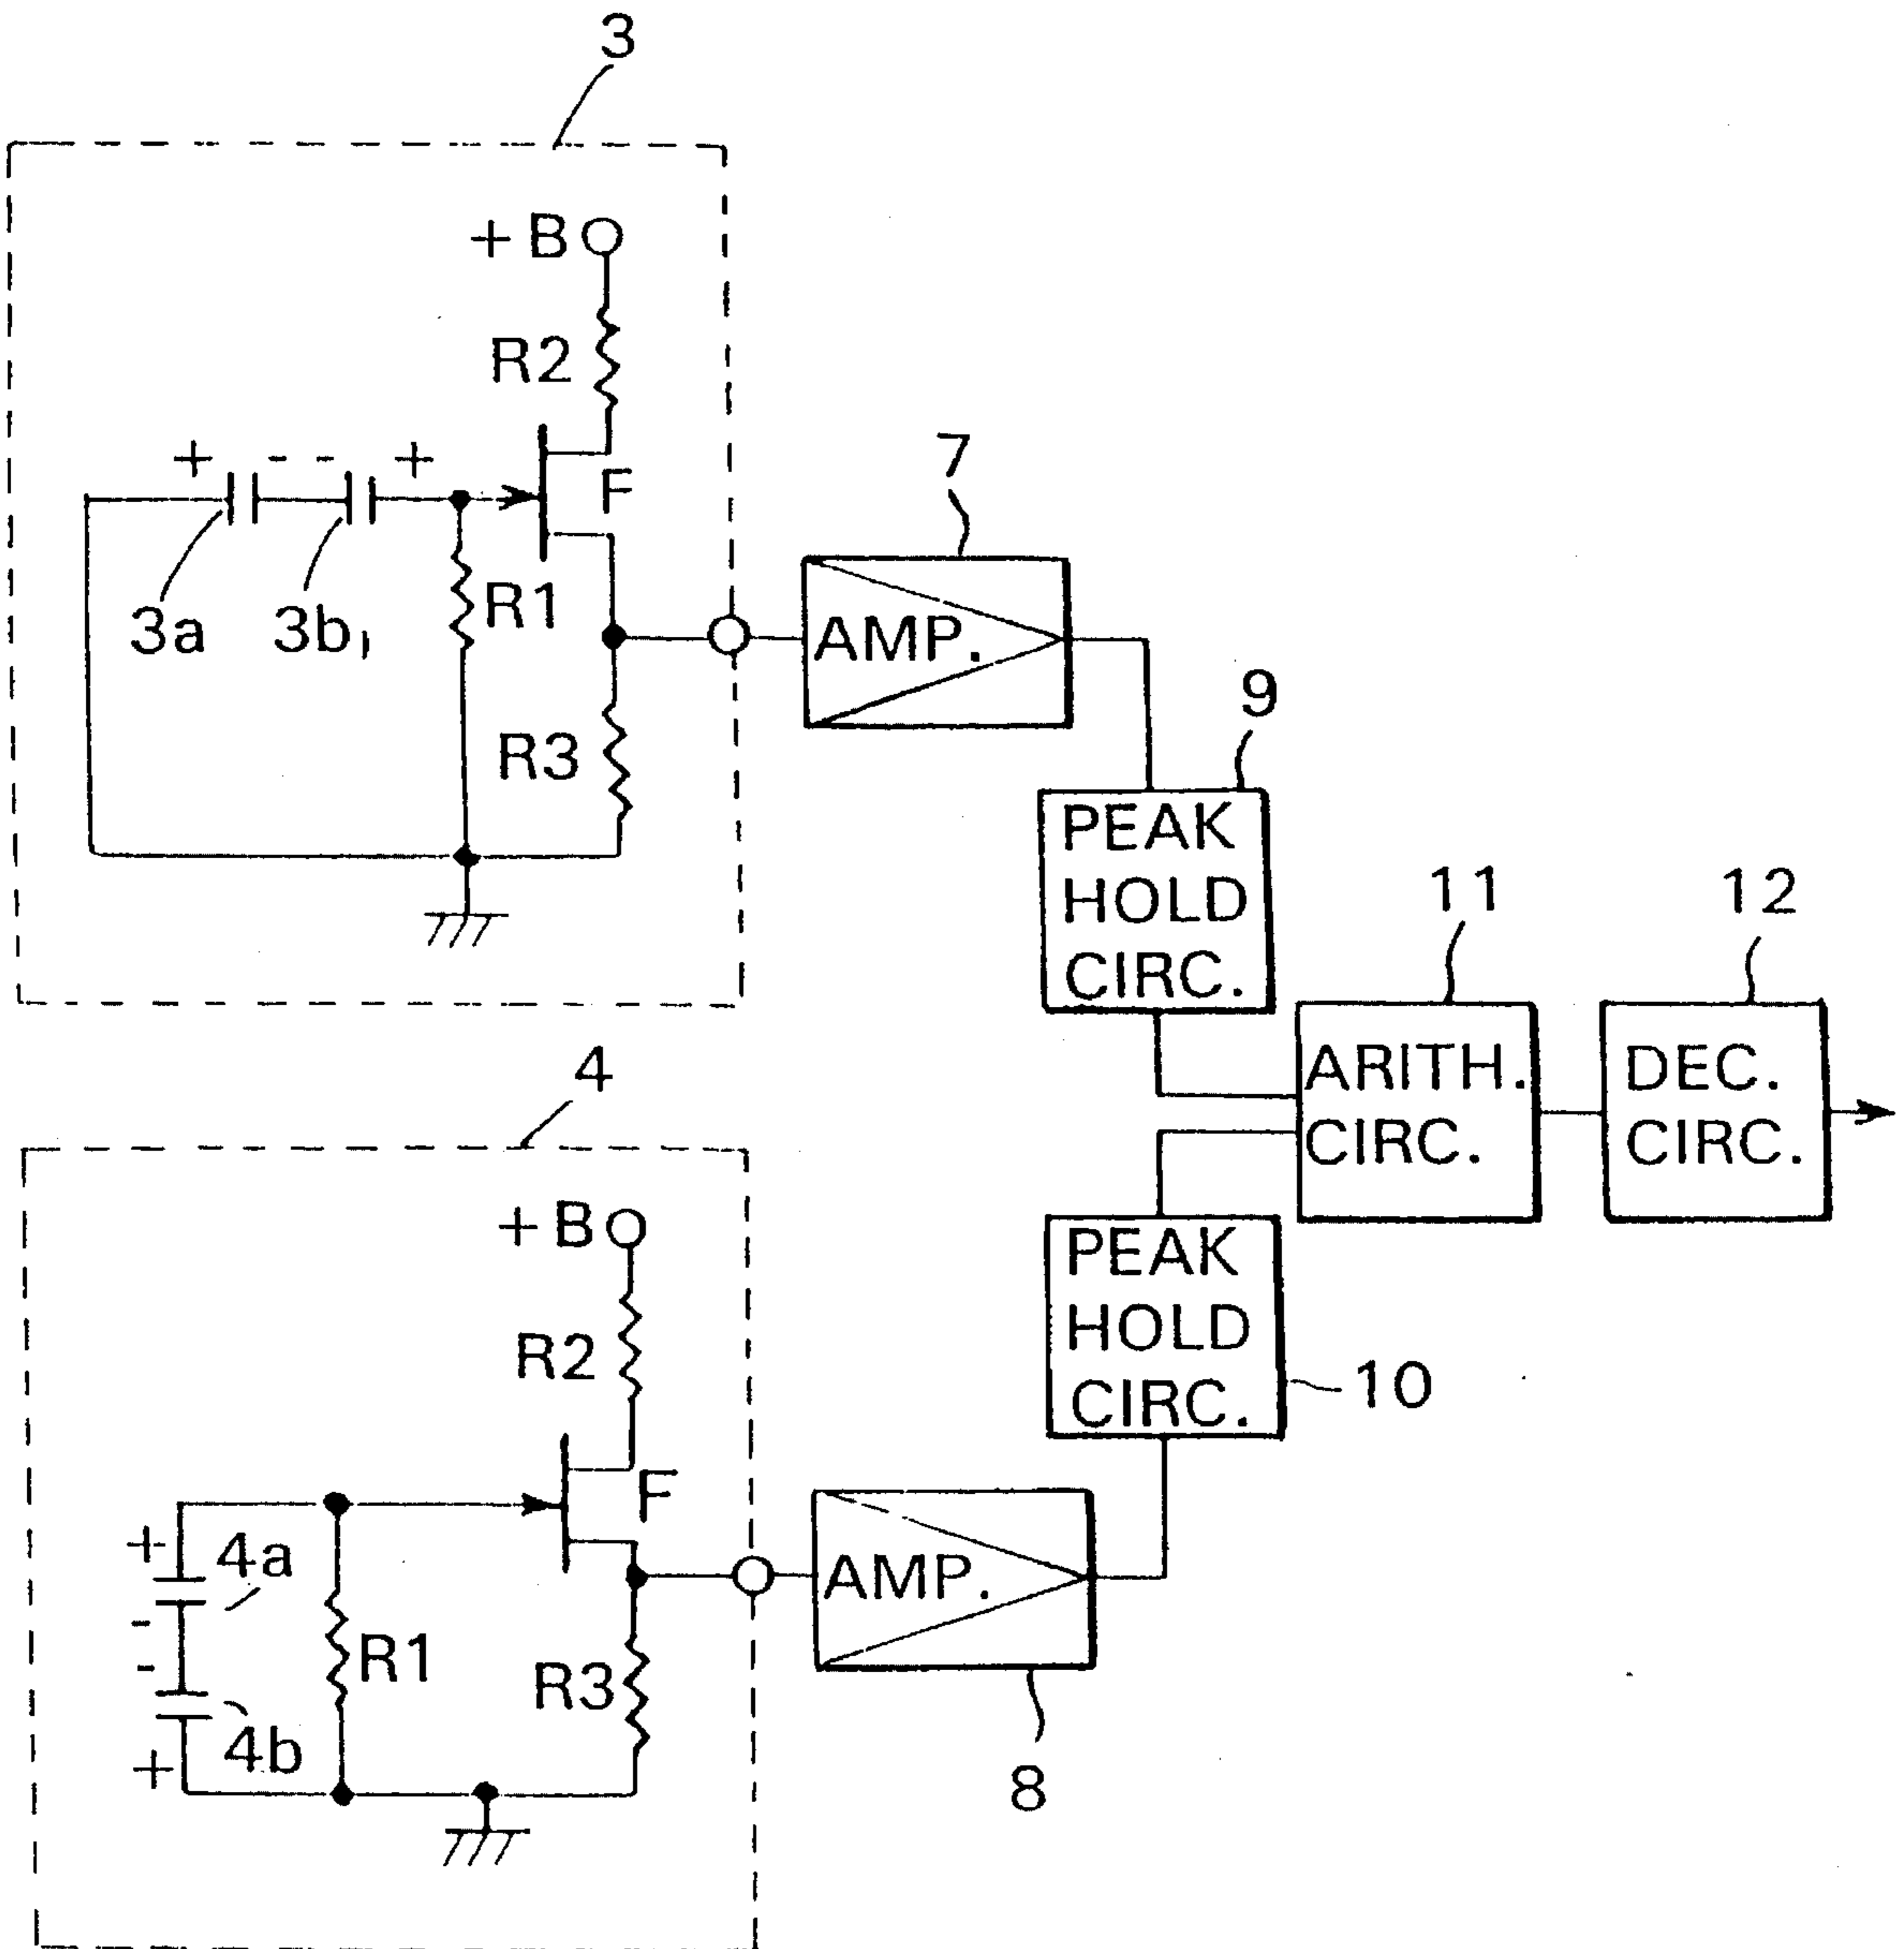 3
+B
R2
+ - - +
F
3a
3b
R1
R3
7
AMP.
9
PEAK
HOLD
CIRC.
11
ARITH.
CIRC.
12
DEC.
CIRC.
4
+B
R2
F
+
4a
-
-
4b
+
R1
R3
AMP.
8
PEAK
HOLD
CIRC.
10